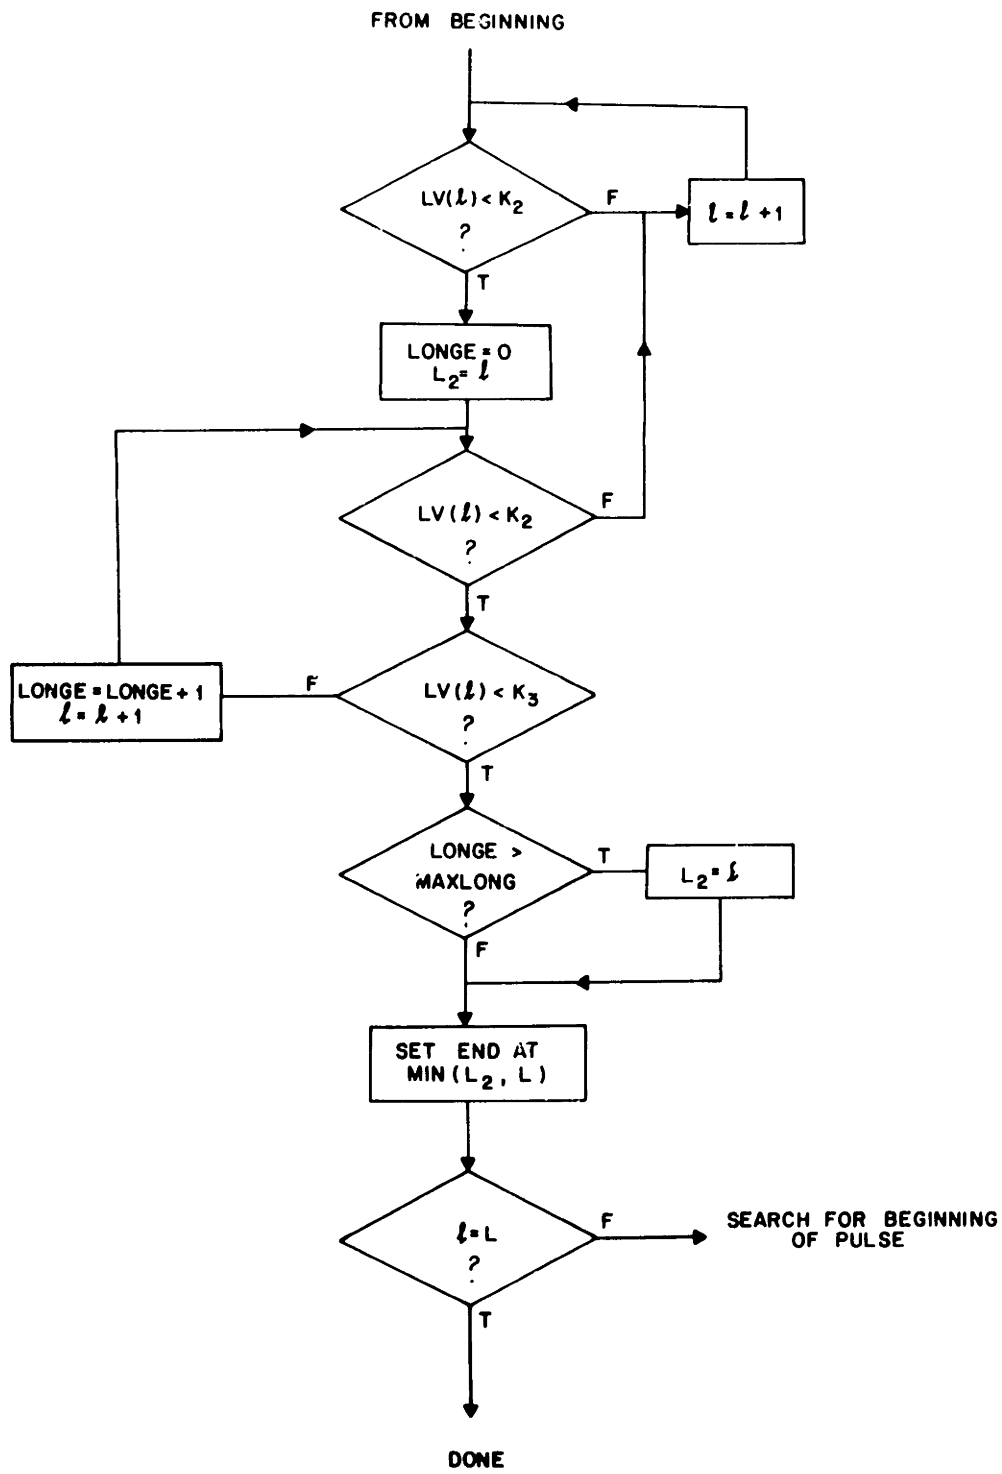 FROM BEGINNING
LV(ℓ) < K₂
?
F
ℓ = ℓ + 1
T
LONGE = 0
L₂ = ℓ
LV(ℓ) < K₂
?
F
T
LONGE = LONGE + 1
ℓ = ℓ + 1
F
LV(ℓ) < K₃
?
T
LONGE >
MAXLONG
?
T
L₂ = ℓ
F
SET END AT
MIN (L₂, L)
ℓ = L
?
F
SEARCH FOR BEGINNING
OF PULSE
T
DONE